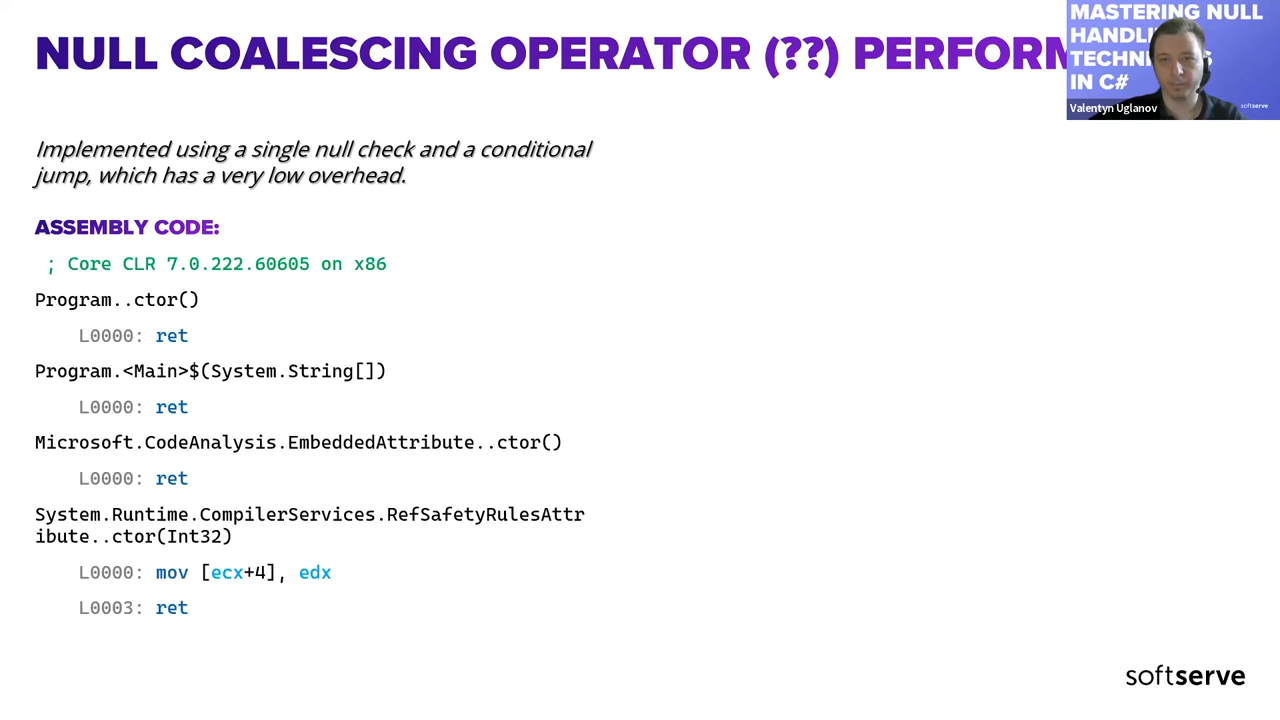 NULL COALESCING OPERATOR (??) PERFORM
MASTERING NULL
HANDLI
TECHN S
IN C#
Valentyn Uglanov
softserve
Implemented using a single null check and a conditional
jump, which has a very low overhead.
ASSEMBLY CODE:
; Core CLR 7.0.222.60605 on x86
Program..ctor()
L0000: ret
Program.<Main>$(System.String[])
L0000: ret
Microsoft.CodeAnalysis.EmbeddedAttribute..ctor()
L0000: ret
System.Runtime.CompilerServices.RefSafetyRulesAttr
ibute..ctor(Int32)
L0000: mov [ecx+4], edx
L0003: ret
softserve